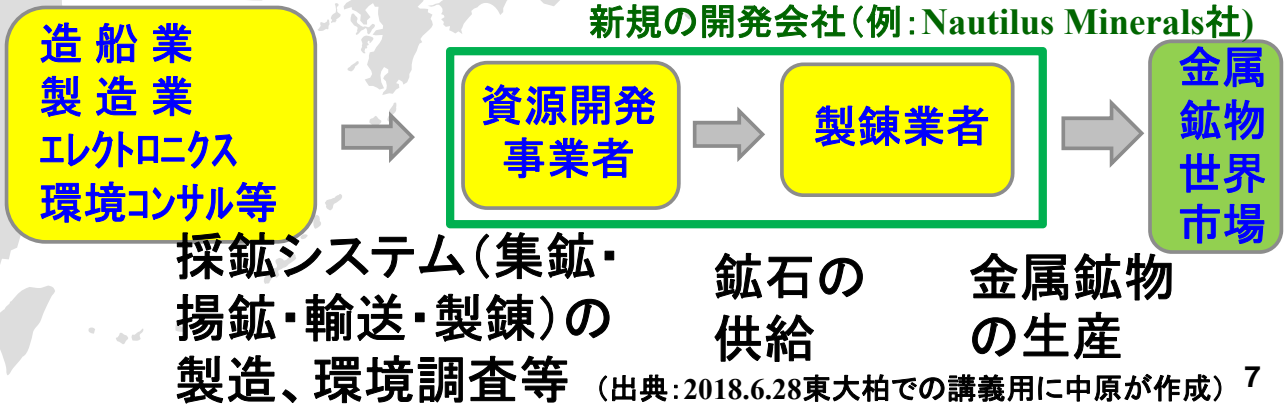 新規の開発会社(例:Nautilus Minerals社)
造船業
製造業
エレクトロニクス
環境コンサル等
資源開発
事業者
製錬業者
金属
鉱物
世界
市場
採鉱システム(集鉱・
揚鉱・輸送・製錬)の
製造、環境調査等
鉱石の
供給
金属鉱物
の生産
(出典:2018.6.28東大柏での講義用に中原が作成)
7